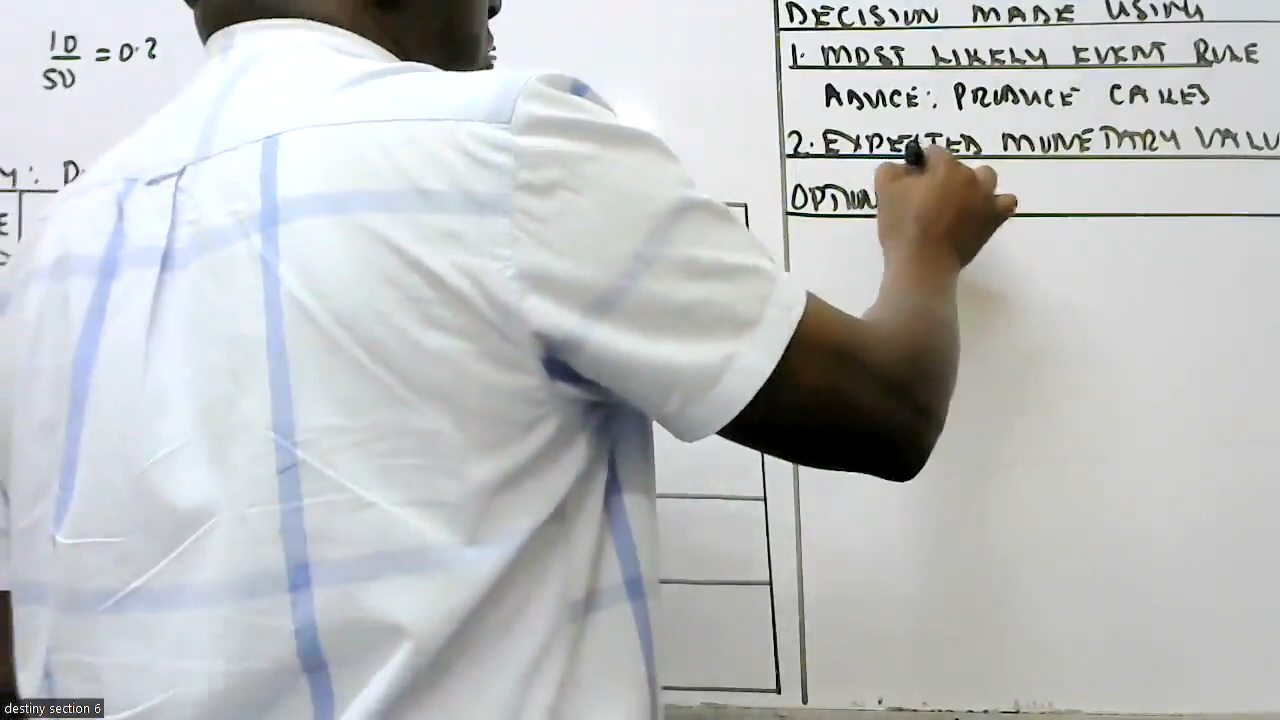 10/50 = 0.2
DECISION MADE USING
1. MOST LIKELY EVENT RULE
ADVICE: PRODUCE CAKES
2. EXPECTED MONETARY VALU
OPTION
Y: D
E
destiny section 6